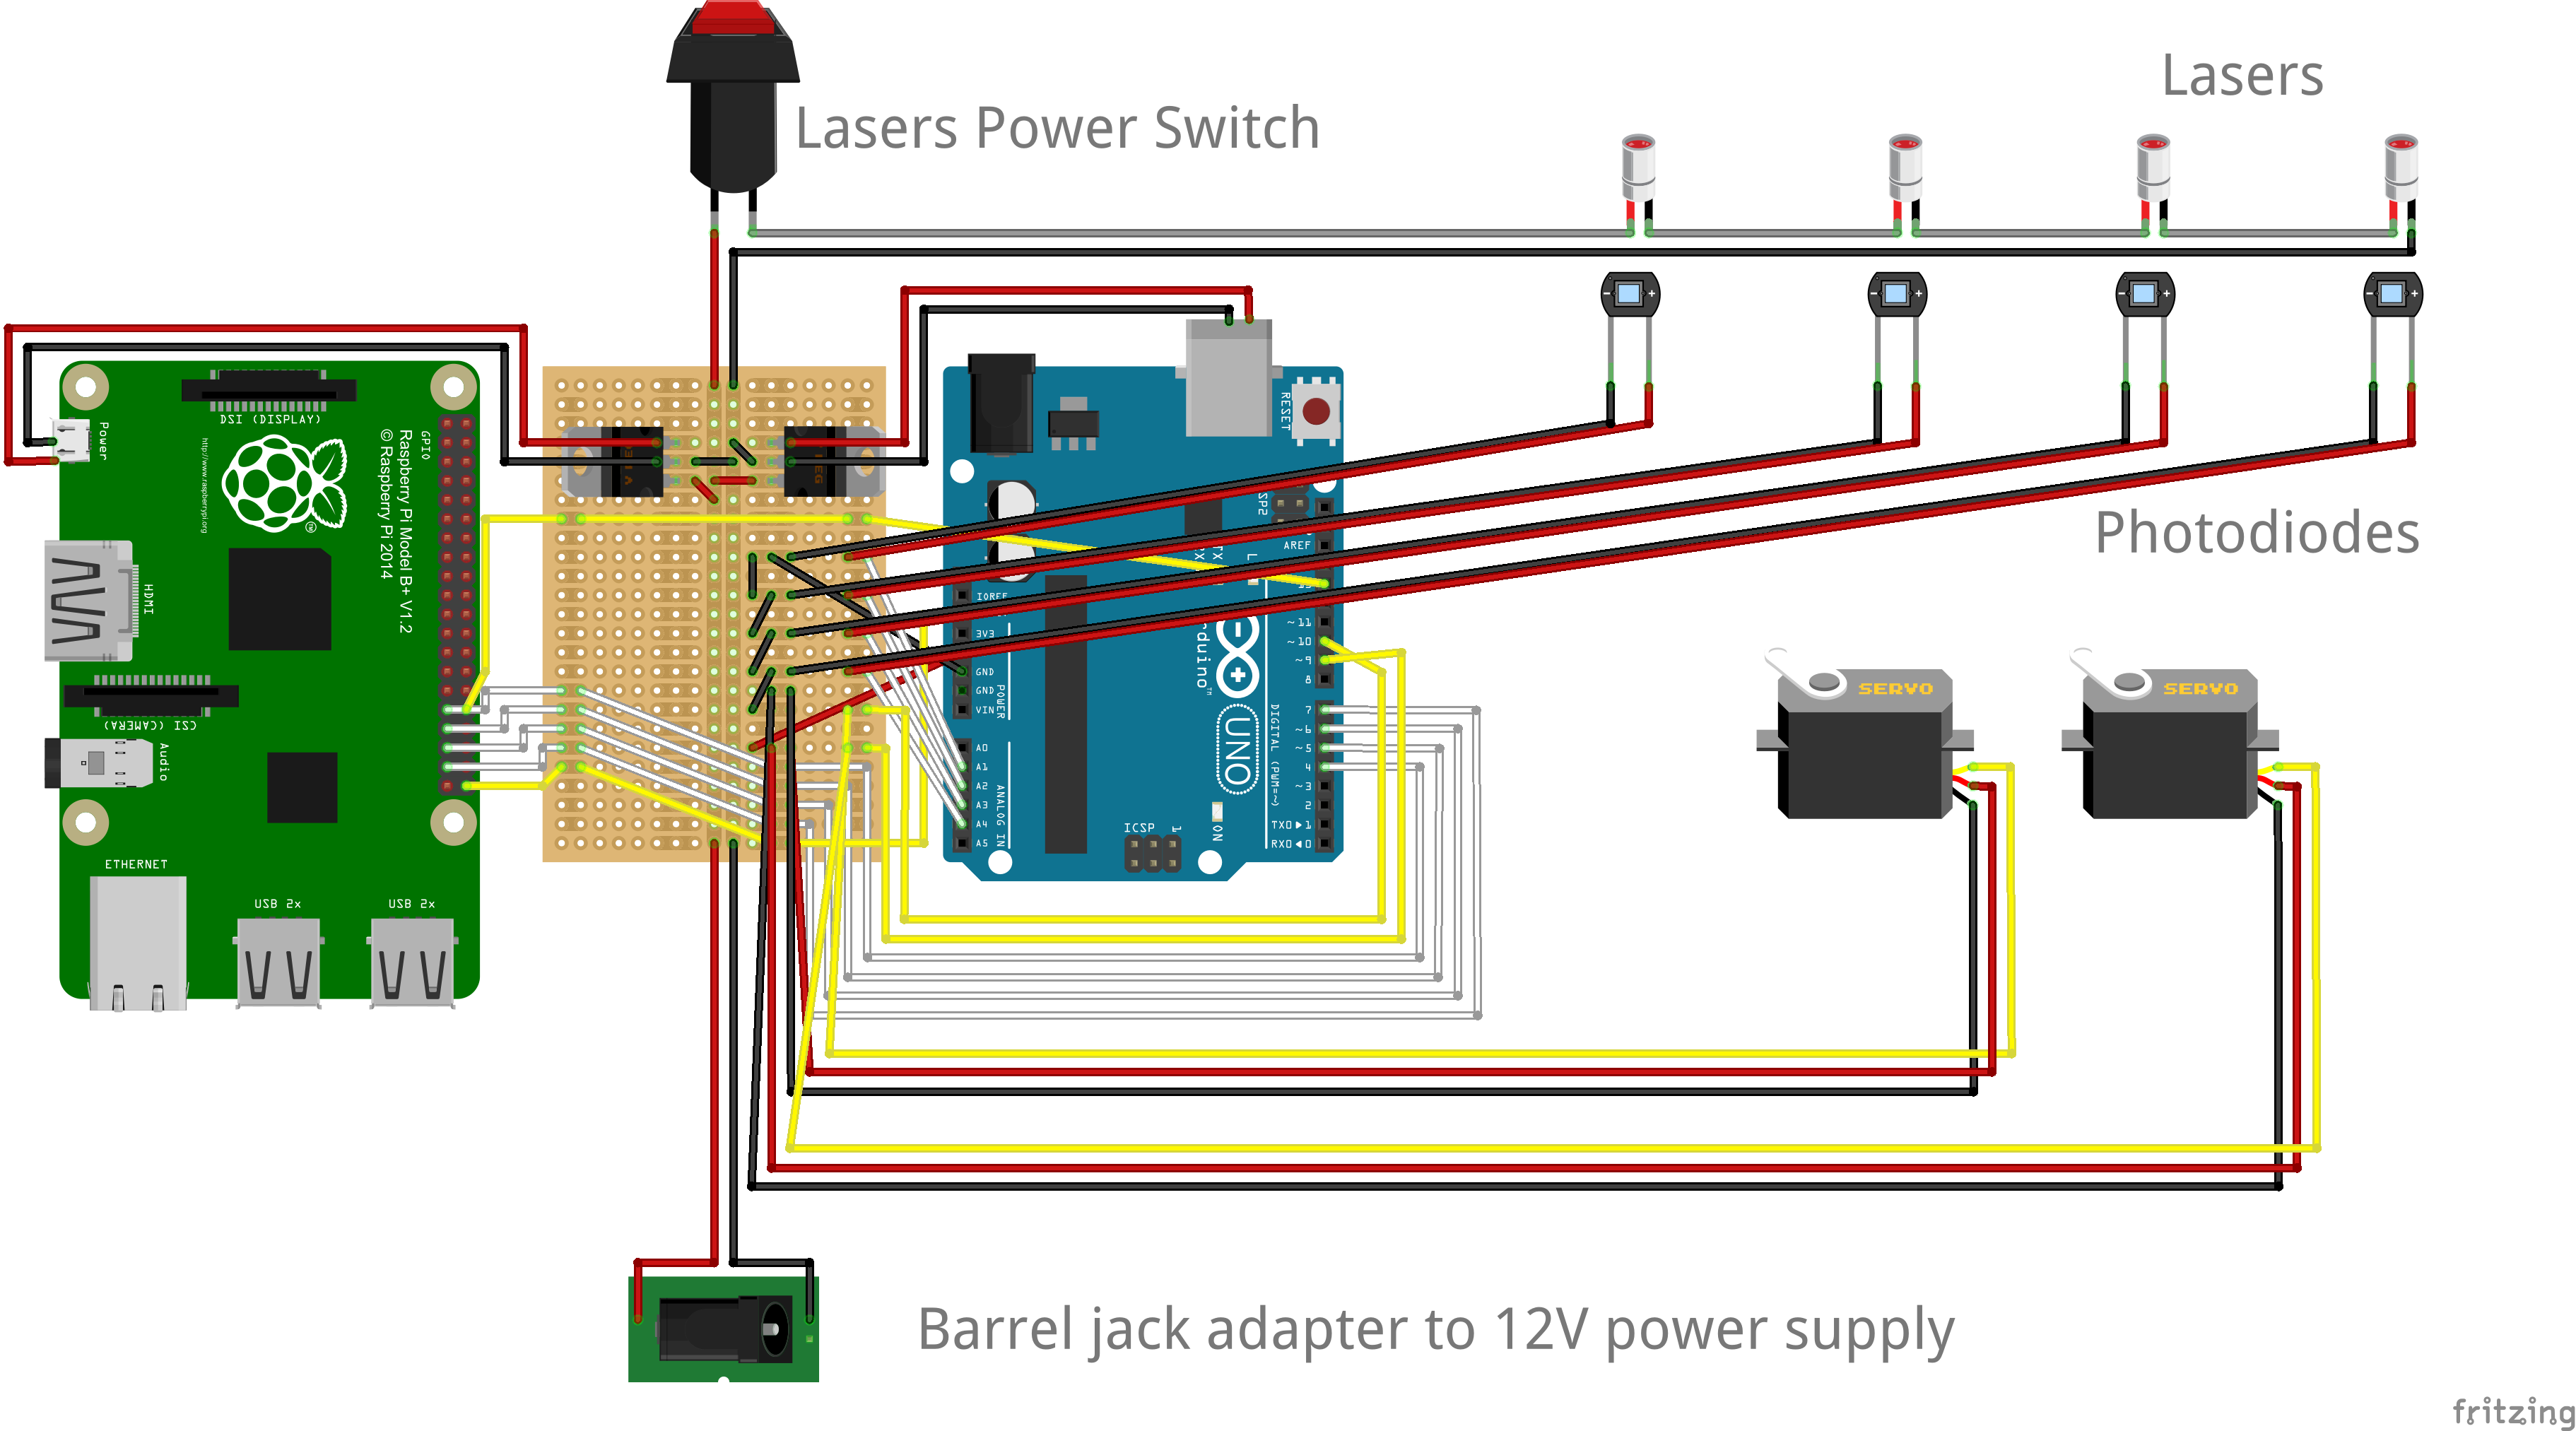 Lasers
Lasers Power Switch
Photodiodes
DSI (DISPLAY)
Power
GPIO
Raspberry Pi Model B+ V1.2
© Raspberry Pi 2014
http://www.raspberrypi.org
HDMI
CSI (CAMERA)
Audio
ETHERNET
USB 2x
USB 2x
REG
RESET
ICSP2
AREF
L
TX
IOREF
3V3
GND
GND
VIN
POWER
A0
A1
A2
A3
A4
A5
ANALOG IN
UNO
ON
ICSP
1
~11
~10
~9
8
7
~6
~5
4
~3
2
TX0▶1
RX0◀0
DIGITAL (PWM=~)
SERVO
SERVO
Barrel jack adapter to 12V power supply
fritzing